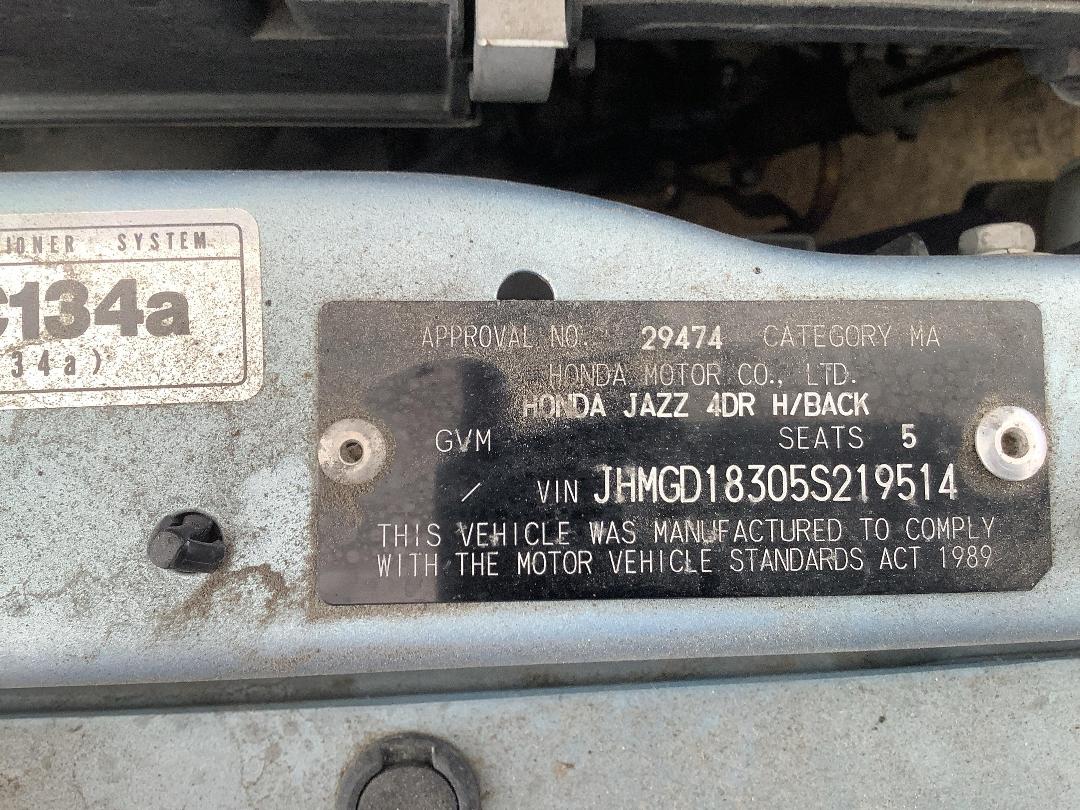 IONER SYSTEM
C134a
34a)
APPROVAL NO. 29474 CATEGORY MA
HONDA MOTOR CO., LTD.
HONDA JAZZ 4DR H/BACK
GVM SEATS 5
/ VIN JHMGD18305S219514
THIS VEHICLE WAS MANUFACTURED TO COMPLY
WITH THE MOTOR VEHICLE STANDARDS ACT 1989